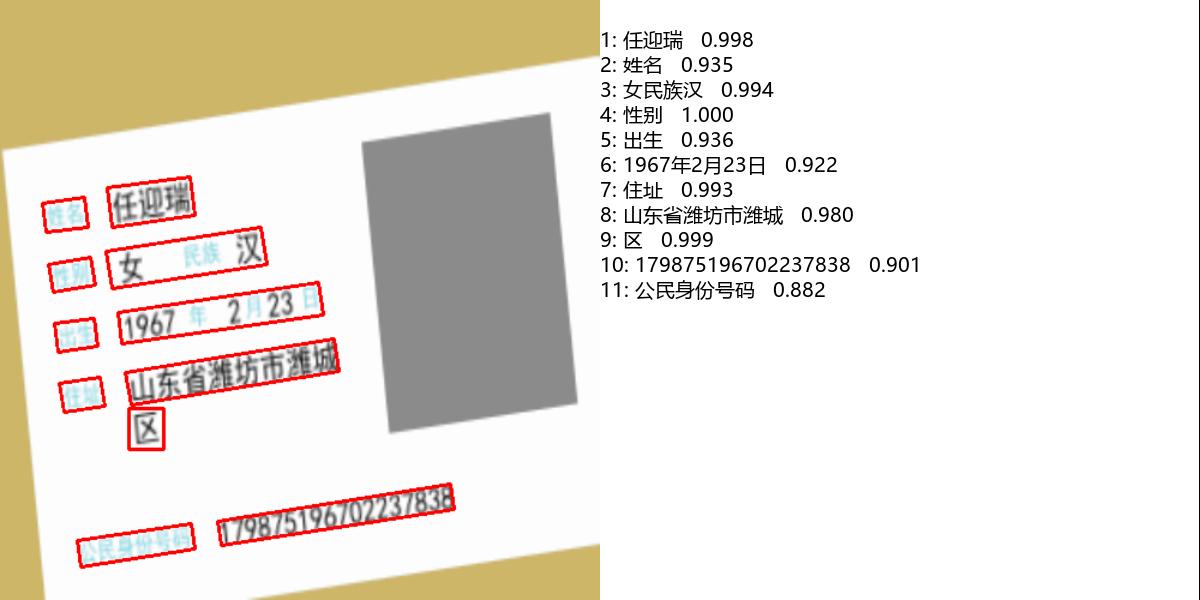 姓名 任迎瑞
性别 女 民族 汉
出生 1967 年 2 月 23 日
住址 山东省潍坊市潍城
区
公民身份号码 179875196702237838
1: 任迎瑞 0.998
2: 姓名 0.935
3: 女民族汉 0.994
4: 性别 1.000
5: 出生 0.936
6: 1967年2月23日 0.922
7: 住址 0.993
8: 山东省潍坊市潍城 0.980
9: 区 0.999
10: 179875196702237838 0.901
11: 公民身份号码 0.882